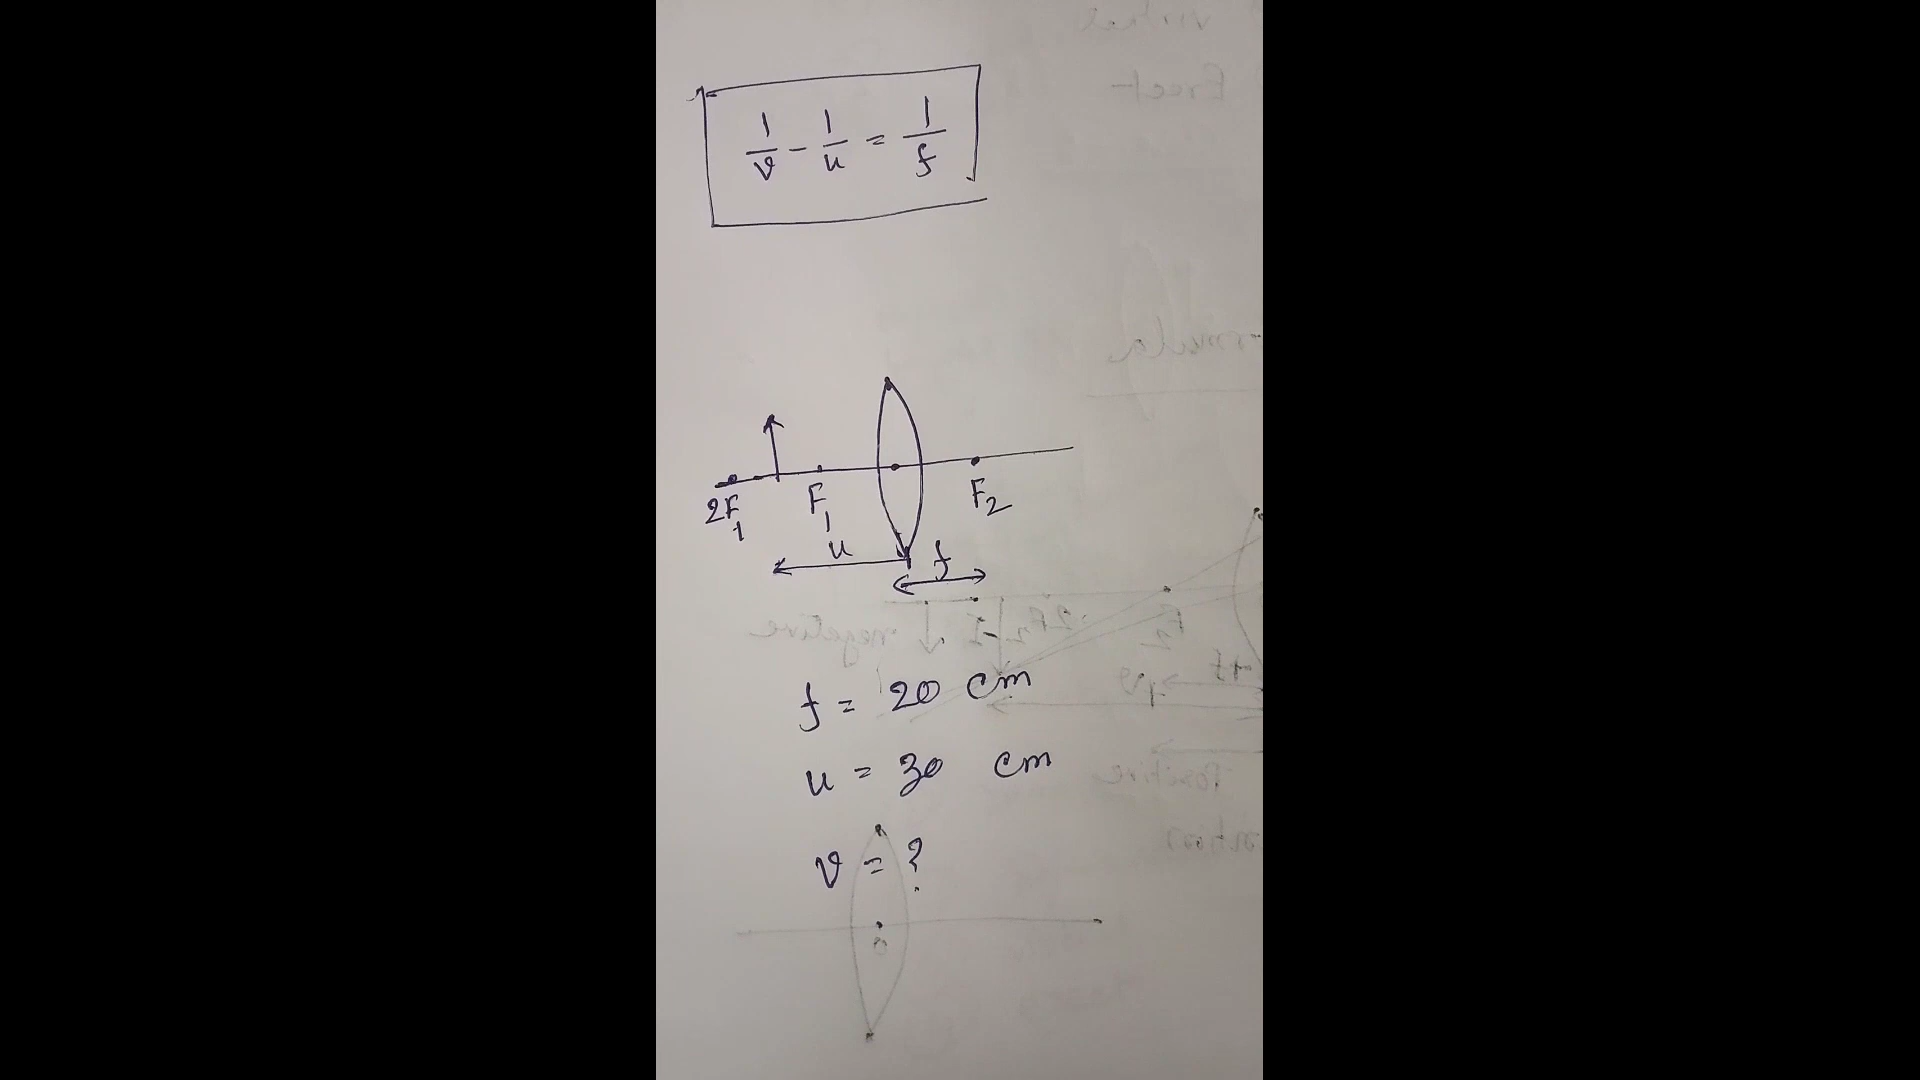 1/v - 1/u = 1/f
2F1 F1 F2
u f
f = 20 cm
u = 30 cm
v = ?